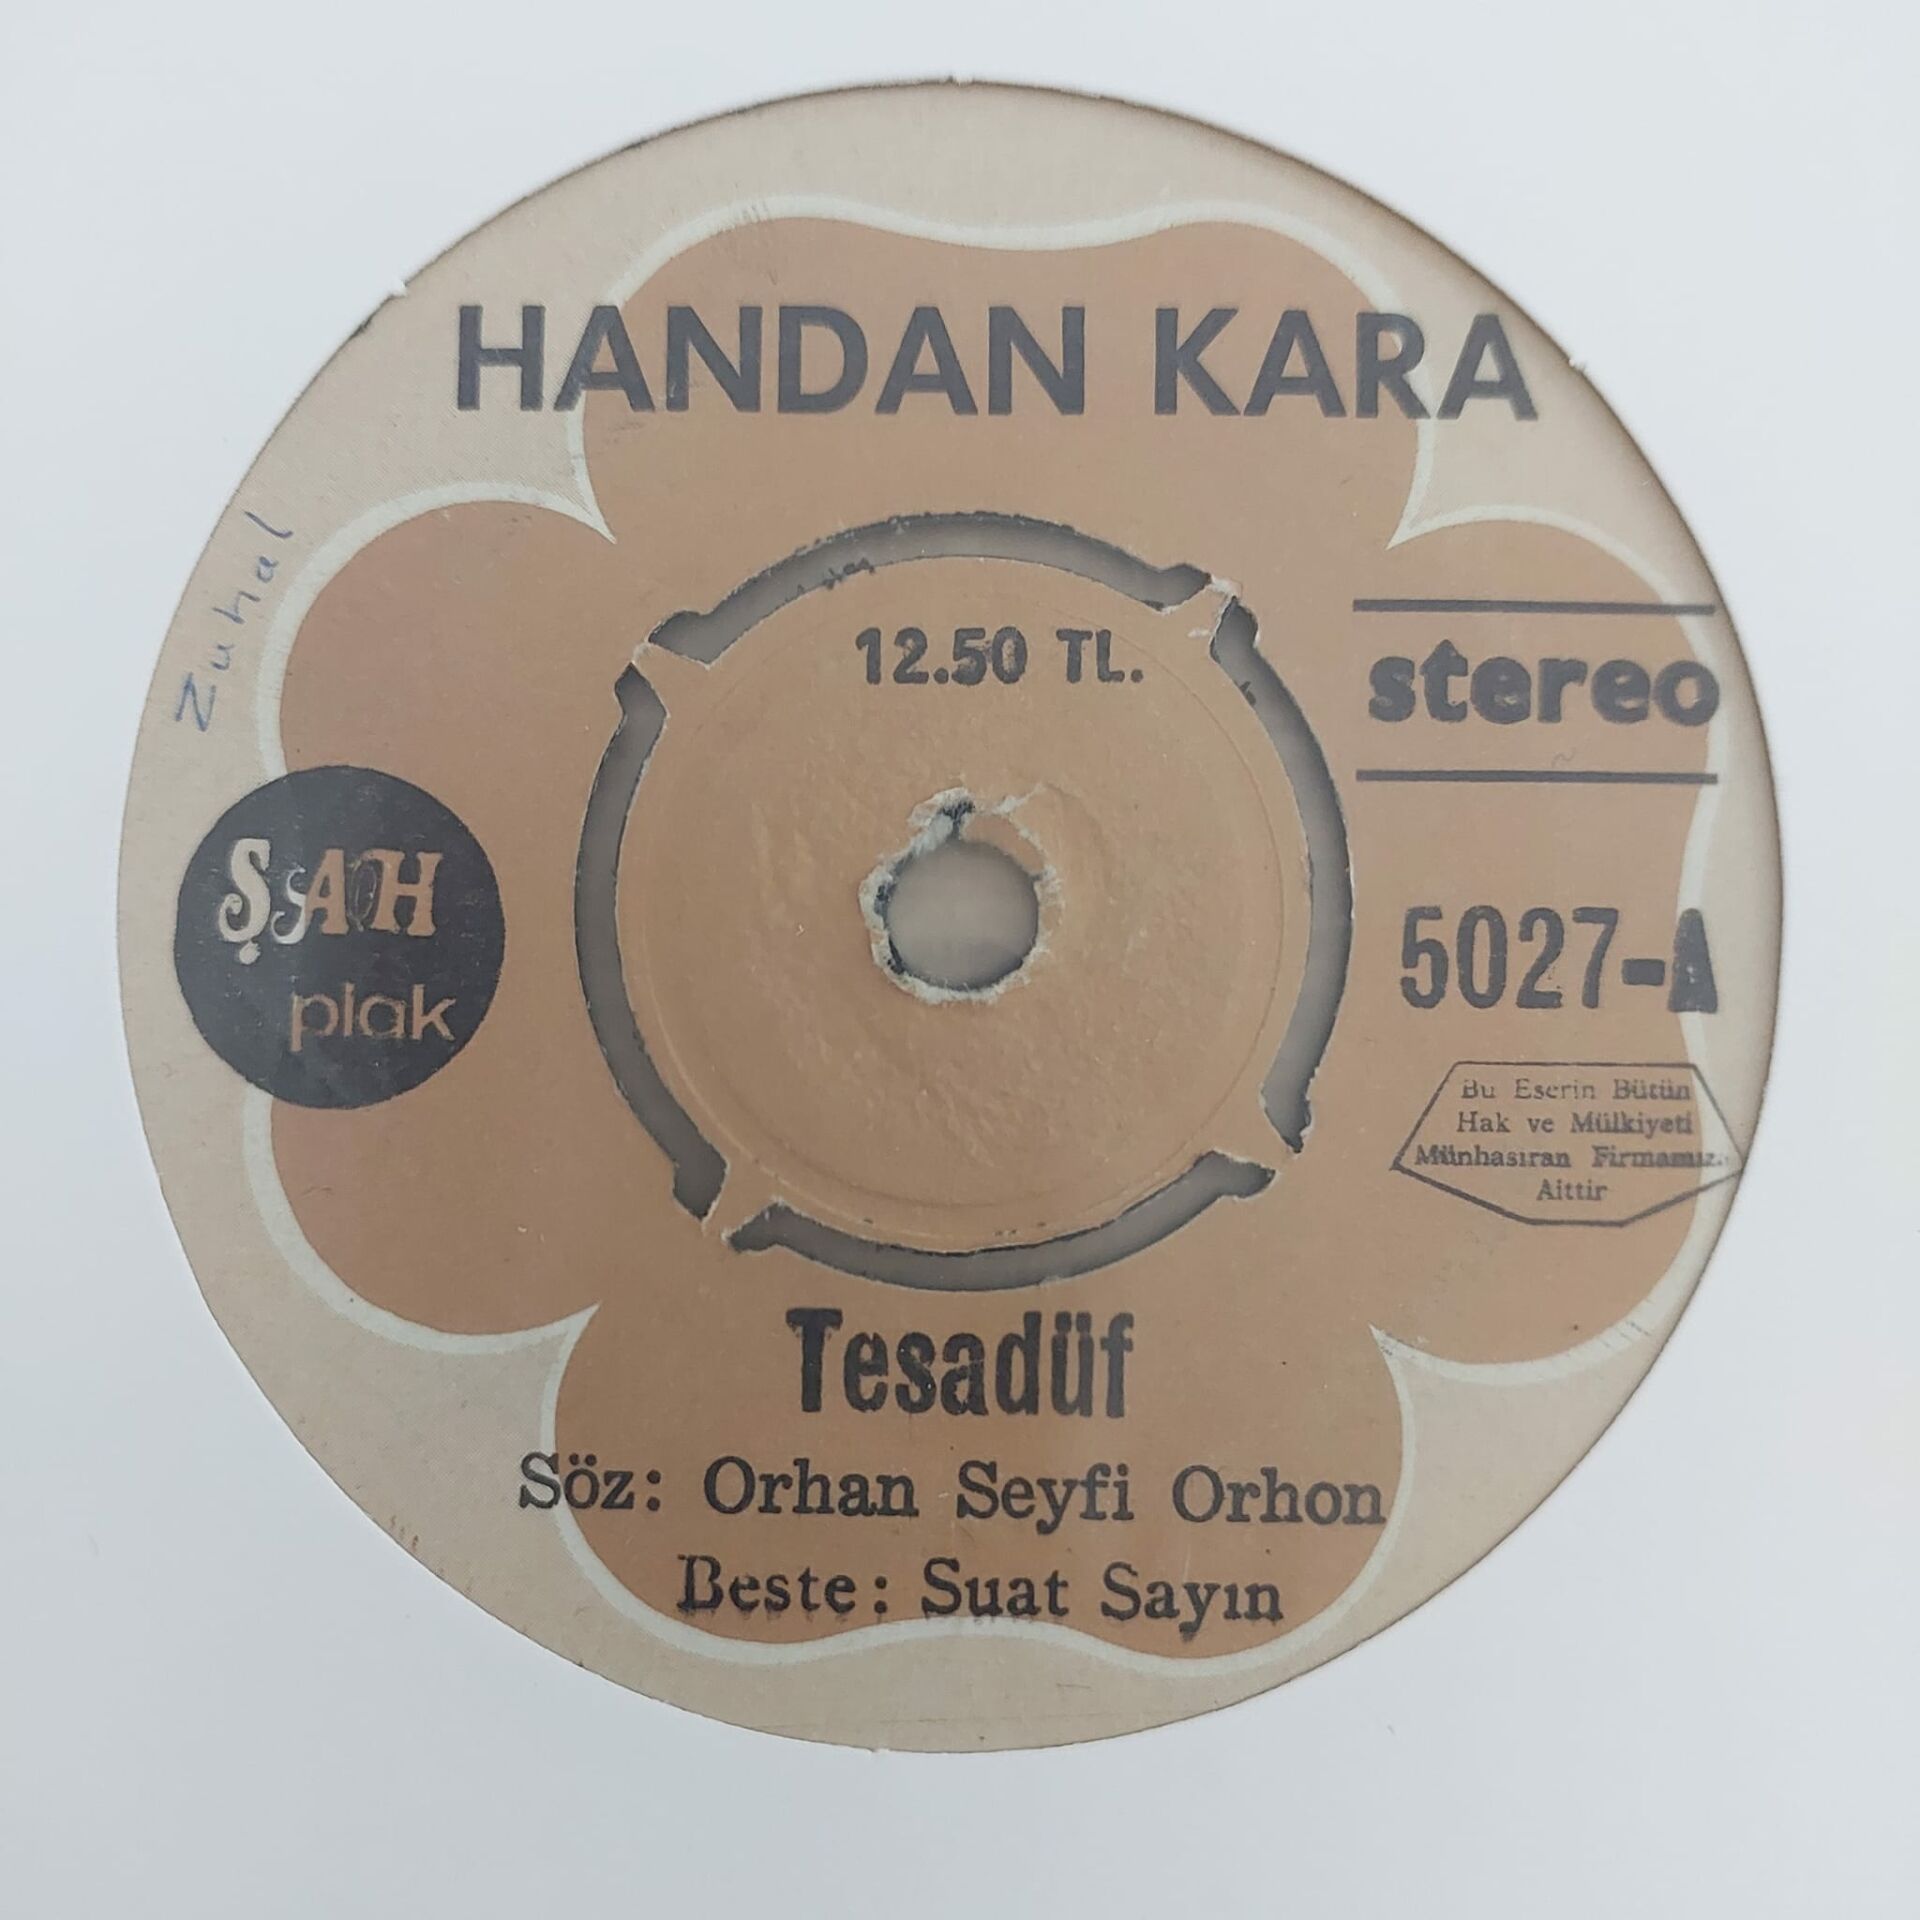 HANDAN KARA
Zuhal
12.50 TL.
stereo
ŞAH
plak
5027-A
Bu Eserin Bütün
Hak ve Mülkiyeti
Münhasıran Firmamıza
Aittir
Tesadüf
Söz: Orhan Seyfi Orhon
Beste: Suat Sayın